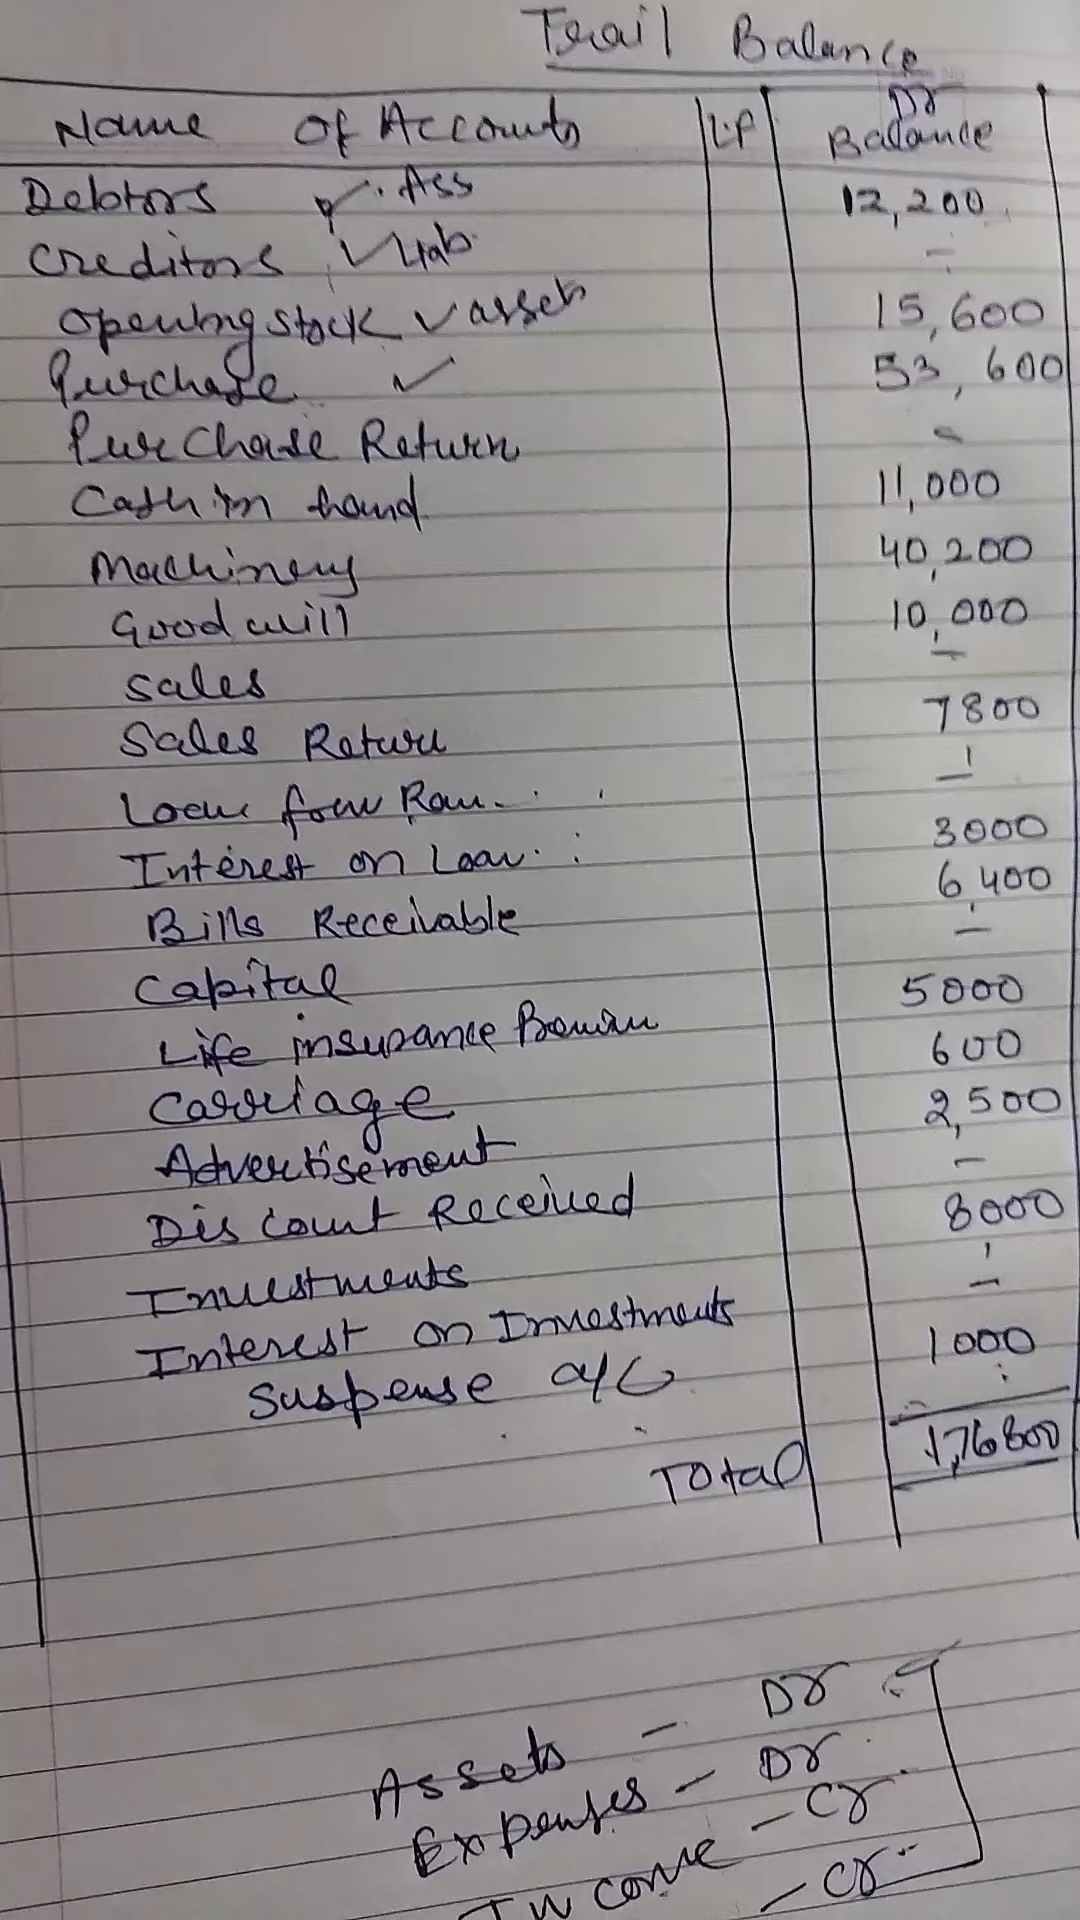 Trail Balance
Name Of Accounts L.F Dr Balance
Debtors Ass 12,200
Creditors Liab -
Opening stock asset 15,600
Purchase 53,600
Purchase Return -
Cash in hand 11,000
Machinery 40,200
Good will 10,000
Sales -
Sales Return 7800
Loan from Ram -
Interest on Loan 3000
Bills Receivable 6,400
Capital -
Life insurance 5000
Carriage 600
Advertisement 2,500
Discount Received -
Investments 8000
Interest on Investments -
Suspense a/c 1000
Total 1,76800
Assets - Dr
Expenses - Dr
Income - Cr
- Cr